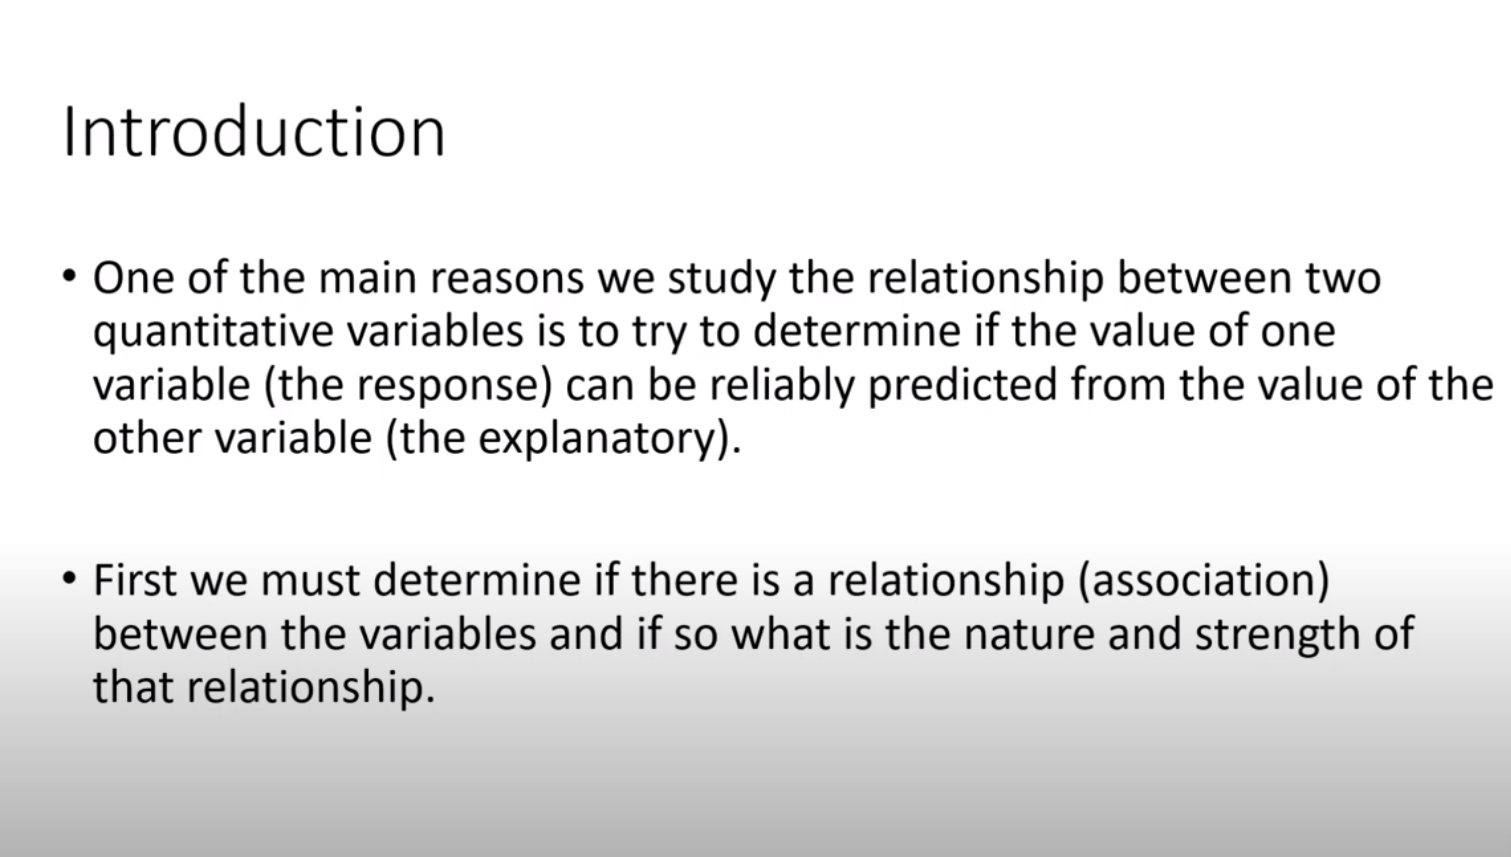 Introduction
• One of the main reasons we study the relationship between two
quantitative variables is to try to determine if the value of one
variable (the response) can be reliably predicted from the value of the
other variable (the explanatory).
• First we must determine if there is a relationship (association)
between the variables and if so what is the nature and strength of
that relationship.